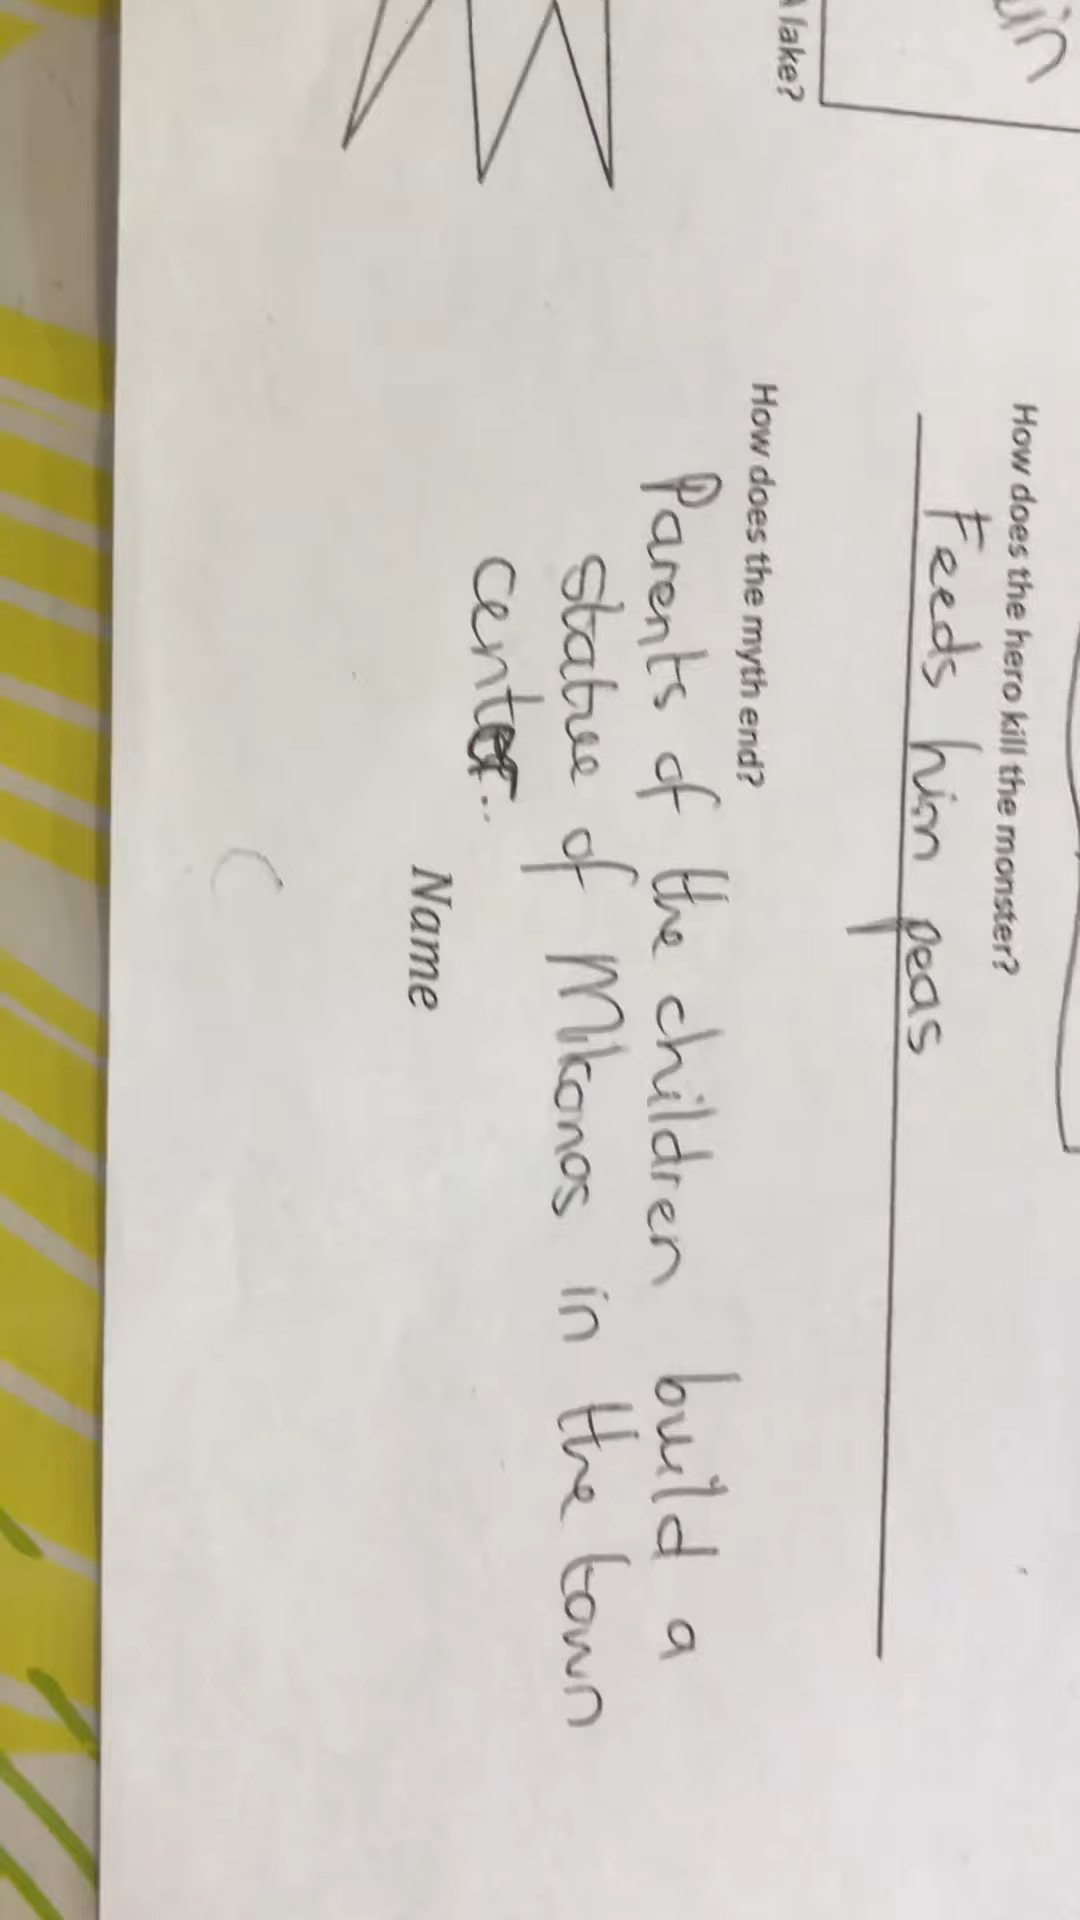 How does the hero kill the monster?
Feeds him peas
lake?
How does the myth end?
Parents of the children build a
statue of Mikonos in the town
center..
Name